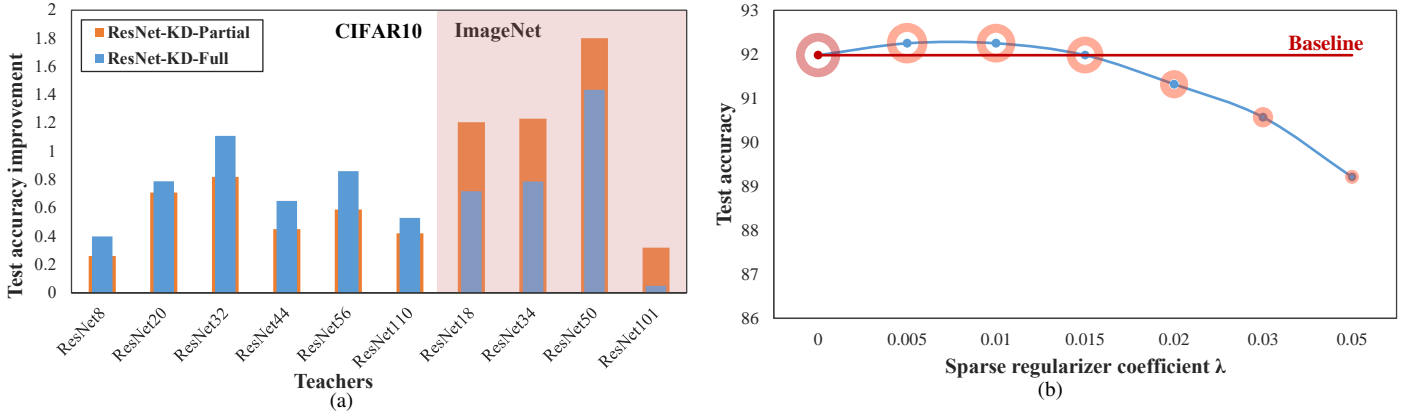 ResNet-KD-Partial
ResNet-KD-Full
CIFAR10
ImageNet
Test accuracy improvement
2
1.8
1.6
1.4
1.2
1
0.8
0.6
0.4
0.2
0
ResNet8
ResNet20
ResNet32
ResNet44
ResNet56
ResNet110
ResNet18
ResNet34
ResNet50
ResNet101
Teachers
(a)
Test accuracy
93
92
91
90
89
88
87
86
Baseline
0
0.005
0.01
0.015
0.02
0.03
0.05
Sparse regularizer coefficient λ
(b)